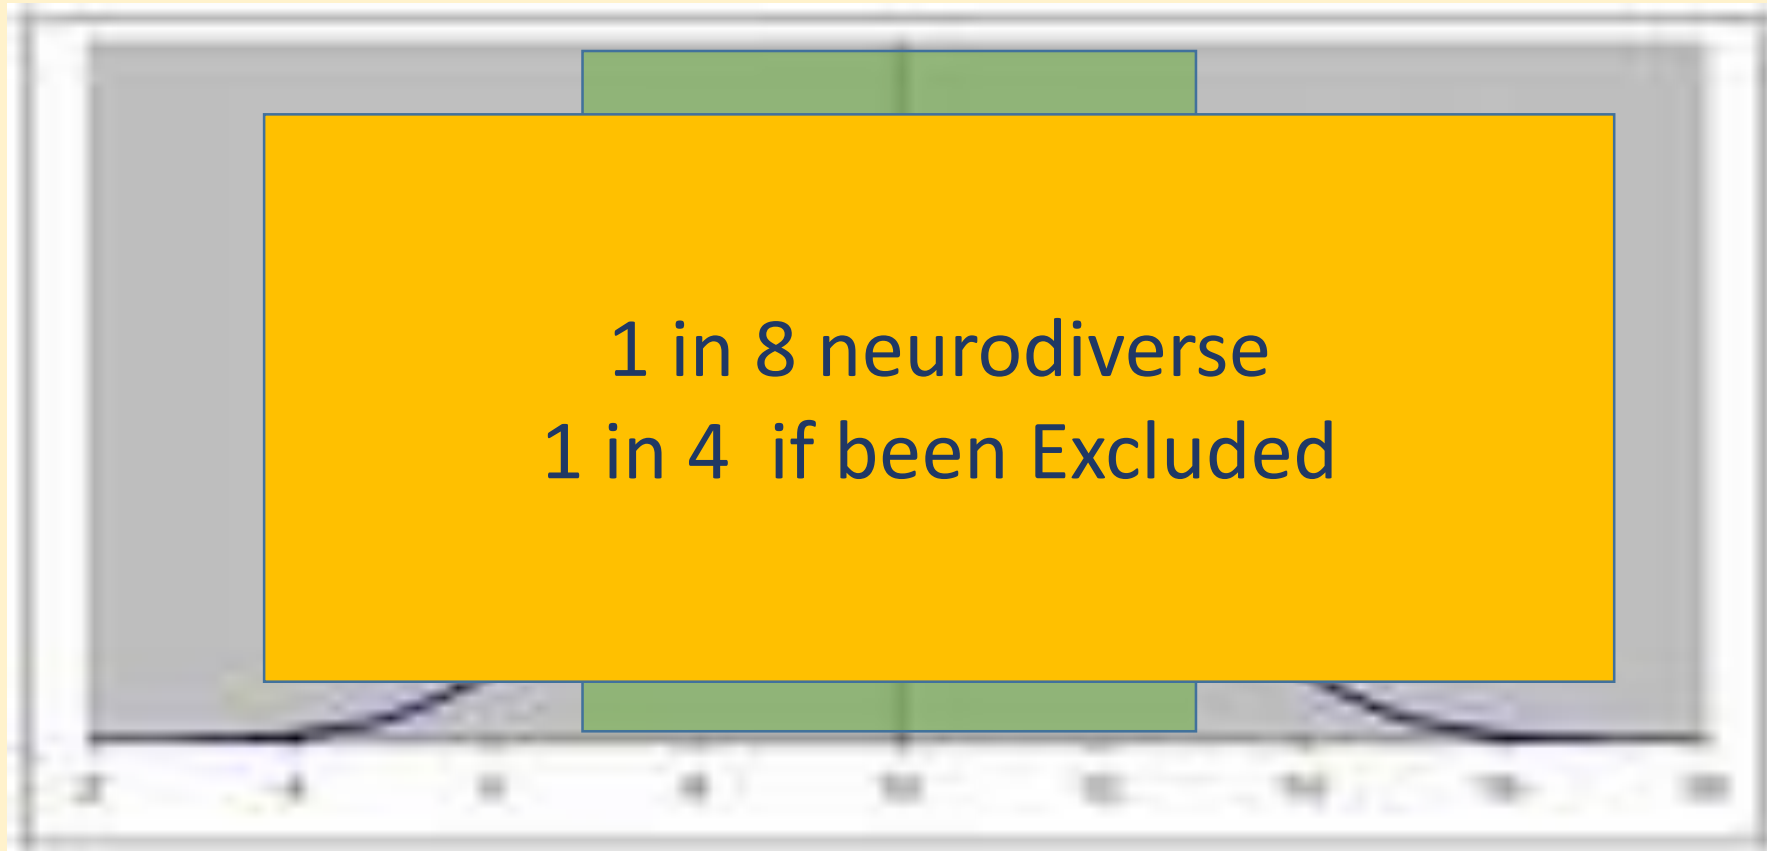 1 in 8 neurodiverse
1 in 4 if been Excluded